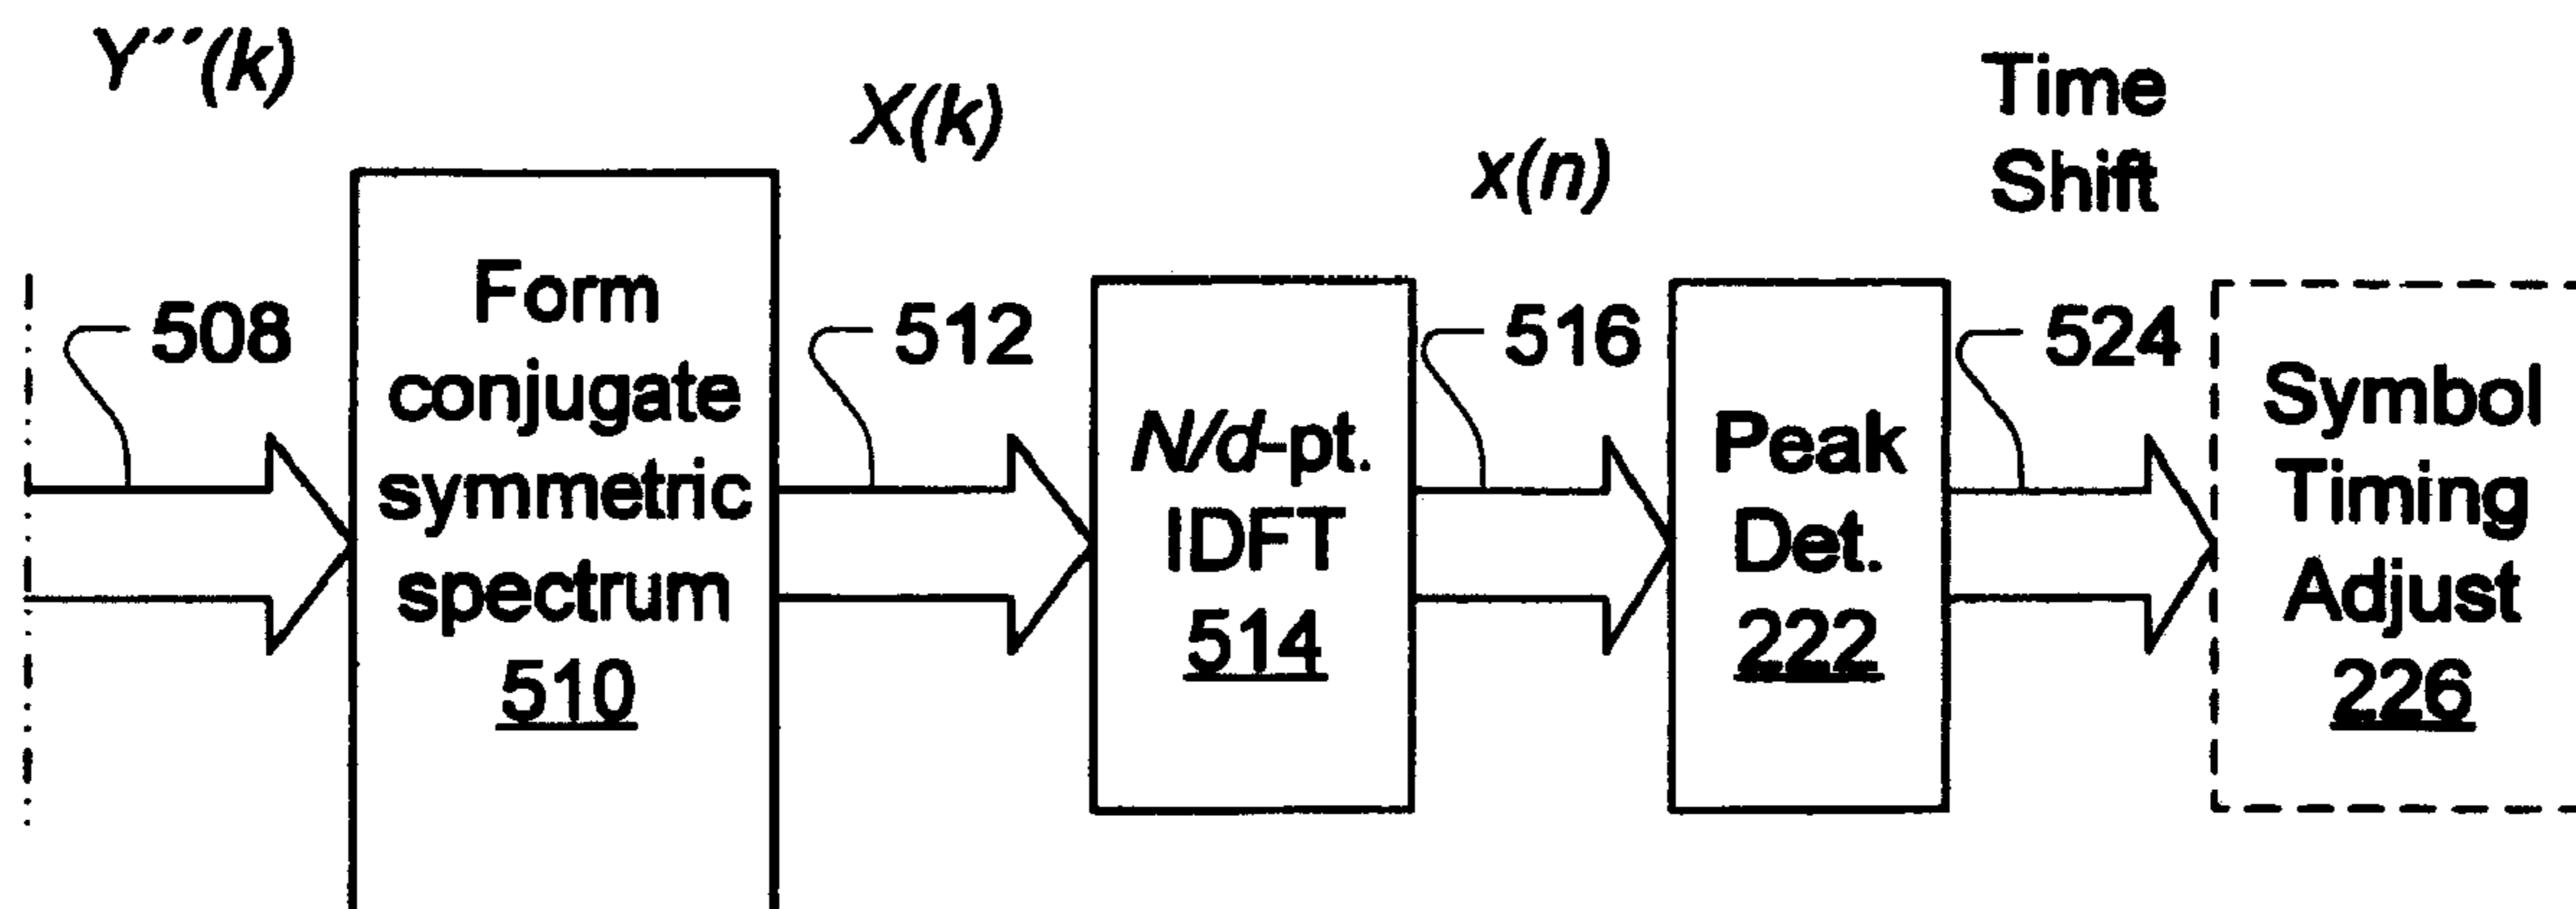 Y´´(k)
X(k)
x(n)
Time
Shift
508
512
516
524
Form
conjugate
symmetric
spectrum
510
N/d-pt.
IDFT
514
Peak
Det.
222
Symbol
Timing
Adjust
226